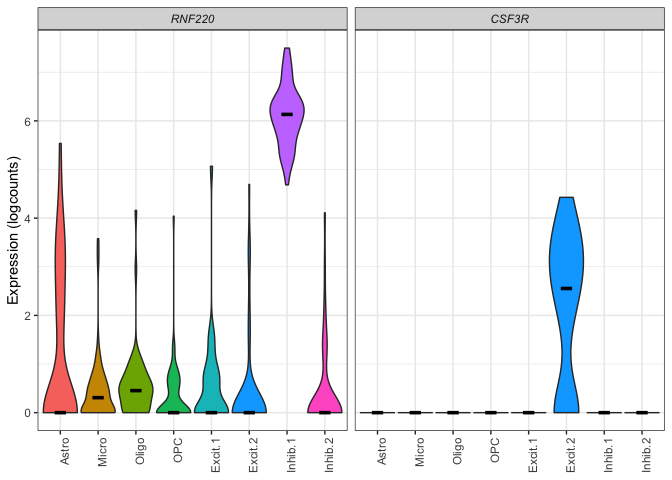 RNF220
CSF3R
Expression (logcounts)
6
4
2
0
Astro
Micro
Oligo
OPC
Excit.1
Excit.2
Inhib.1
Inhib.2
Astro
Micro
Oligo
OPC
Excit.1
Excit.2
Inhib.1
Inhib.2